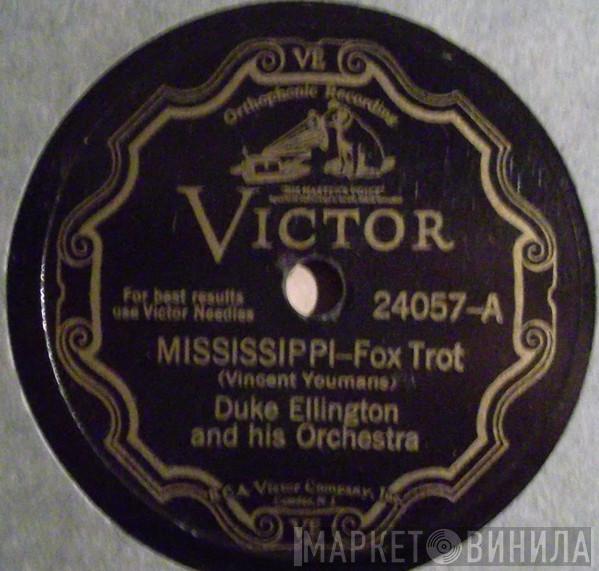 VE
Orthophonic Recording
"HIS MASTER'S VOICE"
VICTOR
For best results
use Victor Needles
24057-A
MISSISSIPPI-Fox Trot
(Vincent Youmans)
Duke Ellington
and his Orchestra
R.C.A. Victor Company, Inc.
Camden, N.J.
VE
МАРКЕТ ВИНИЛА